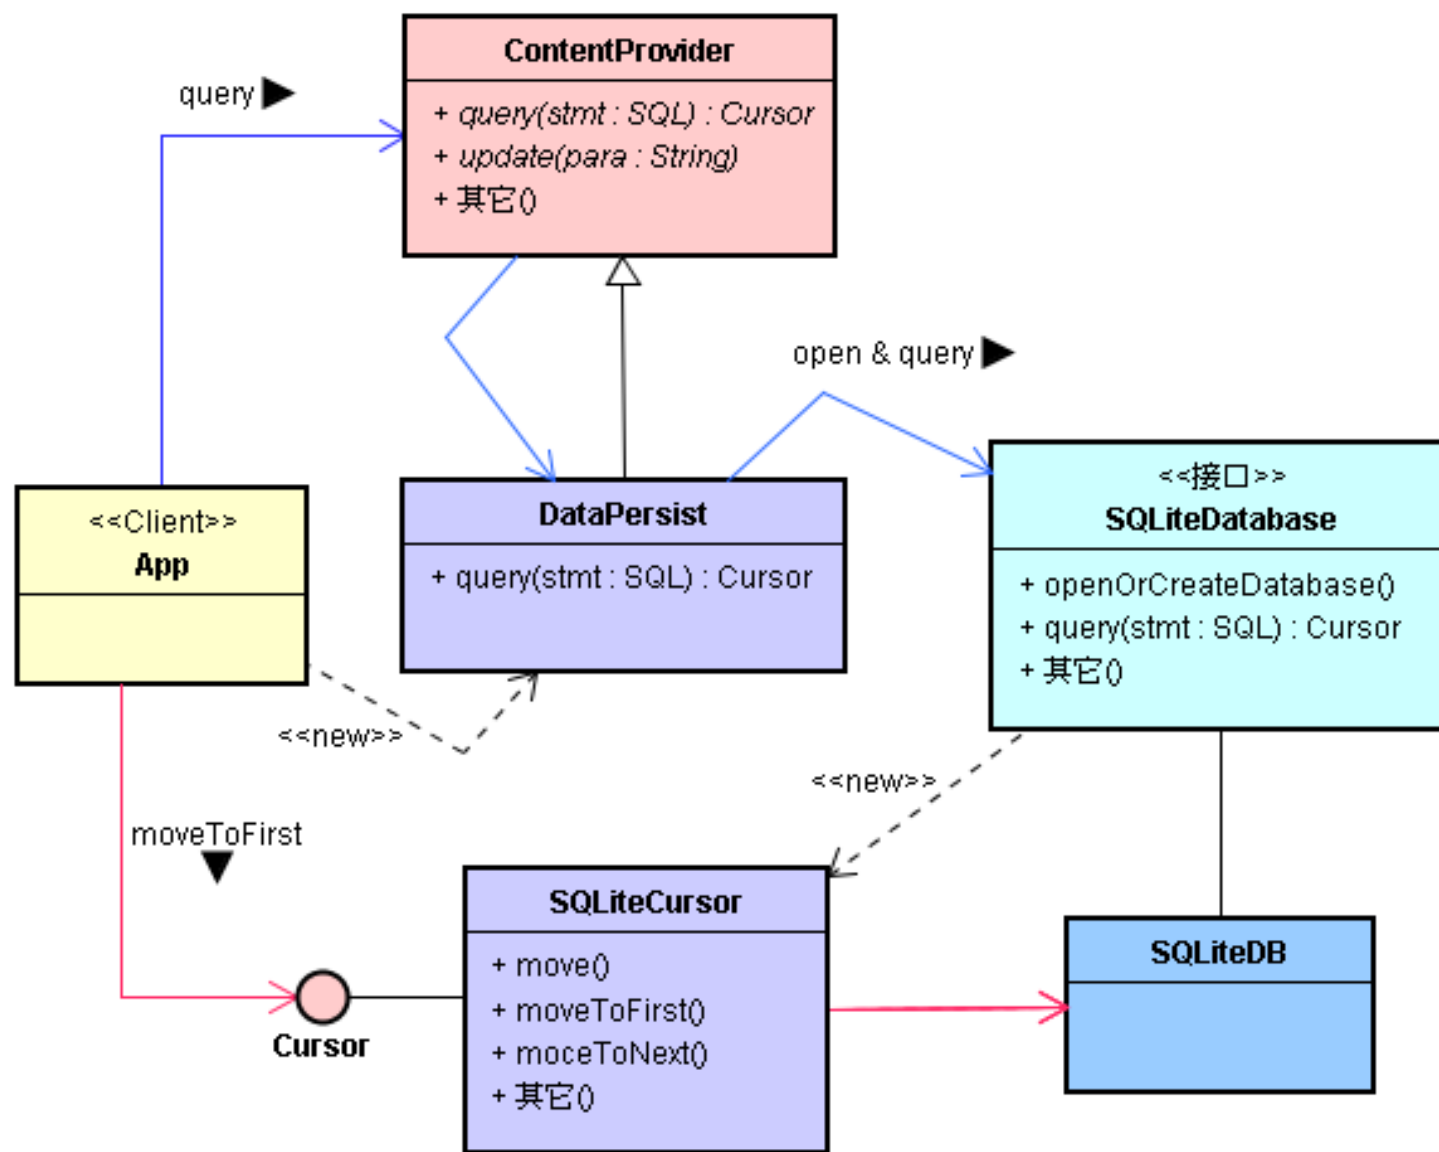 ContentProvider
query
+ query(stmt : SQL) : Cursor
+ update(para : String)
+ 其它()
open & query
<<Client>>
App
DataPersist
+ query(stmt : SQL) : Cursor
<<接口>>
SQLiteDatabase
+ openOrCreateDatabase()
+ query(stmt : SQL) : Cursor
+ 其它()
<<new>>
<<new>>
moveToFirst
SQLiteCursor
+ move()
+ moveToFirst()
+ moceToNext()
+ 其它()
Cursor
SQLiteDB